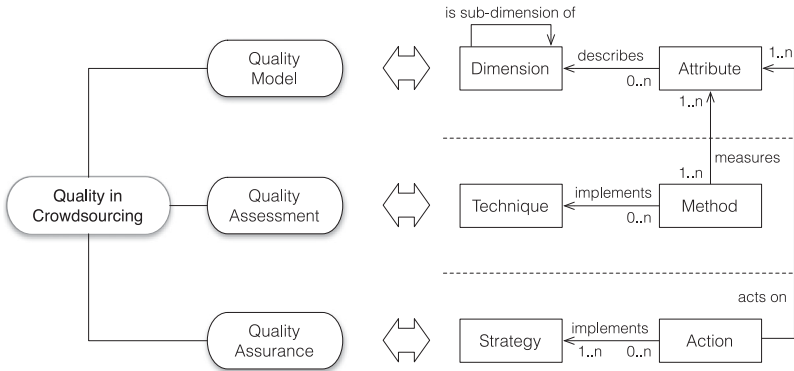 is sub-dimension of
Quality
Model
Dimension
describes
0..n
Attribute
1..n
1..n
measures
1..n
Quality in
Crowdsourcing
Quality
Assessment
Technique
implements
0..n
Method
acts on
Quality
Assurance
Strategy
implements
1..n
0..n
Action